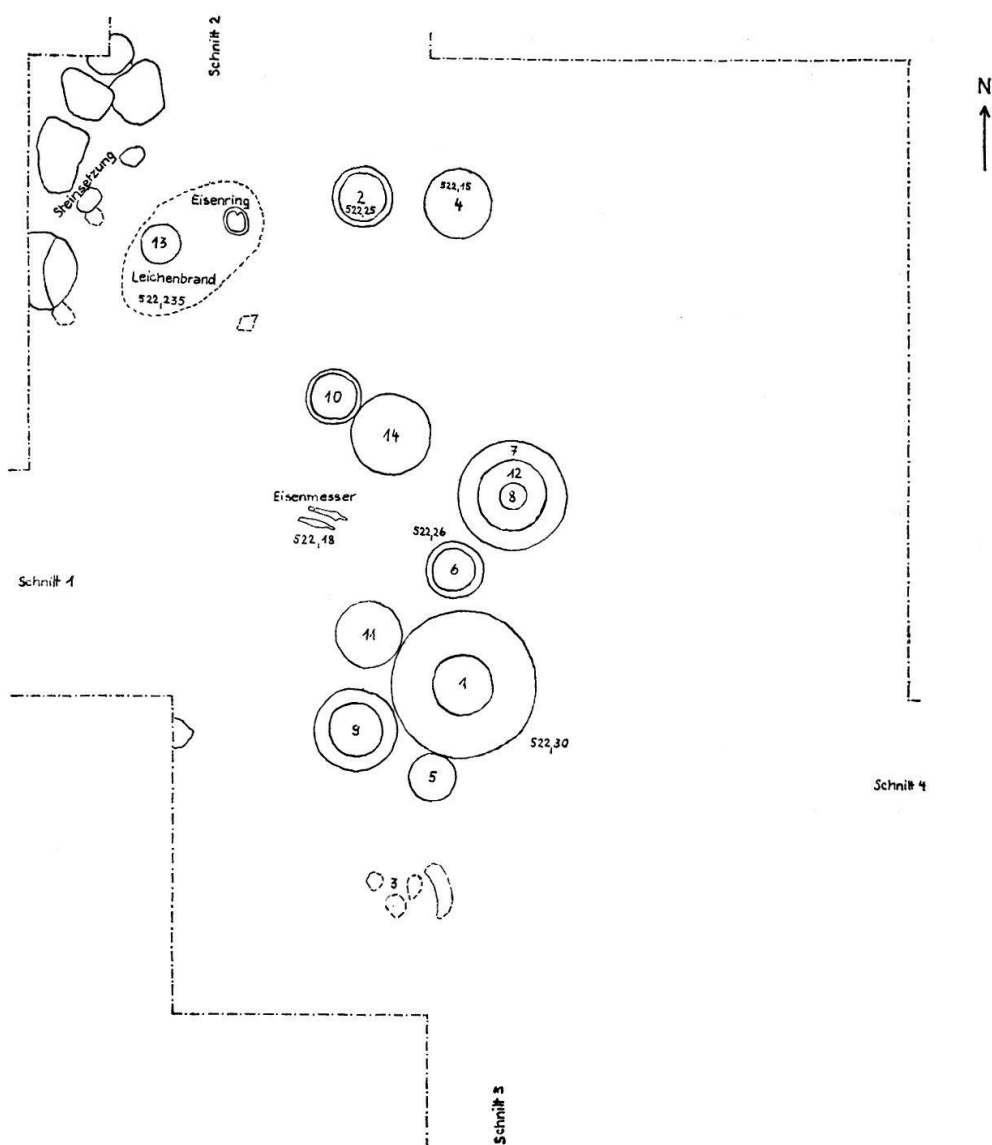 Schnitt 2
N
Steinsetzung
2
522,25
522,15
4
Eisenring
13
Leichenbrand
522,235
10
14
7
12
8
Eisenmesser
522,18
522,26
6
Schnitt 1
11
1
9
522,30
5
Schnitt 4
3
Schnitt 3